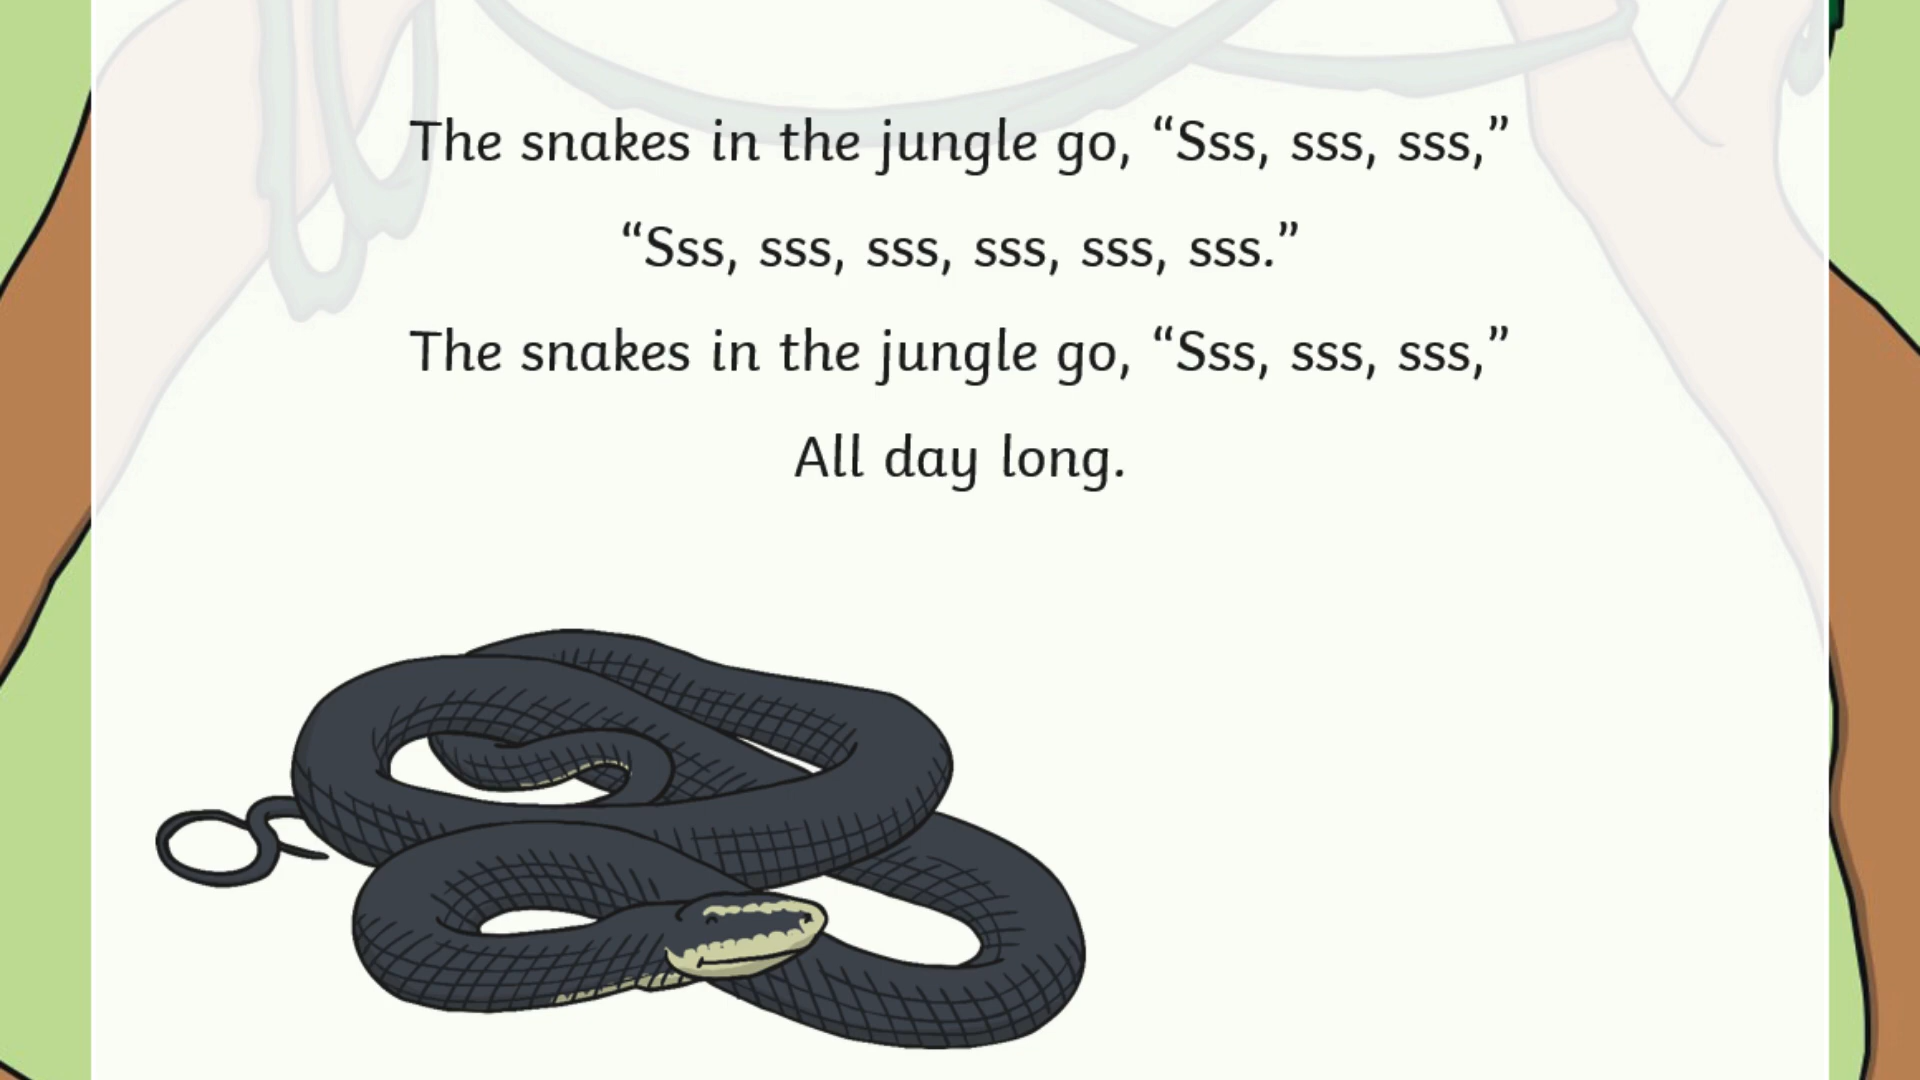 The snakes in the jungle go, “Sss, sss, sss,”
“Sss, sss, sss, sss, sss, sss.”
The snakes in the jungle go, “Sss, sss, sss,”
All day long.